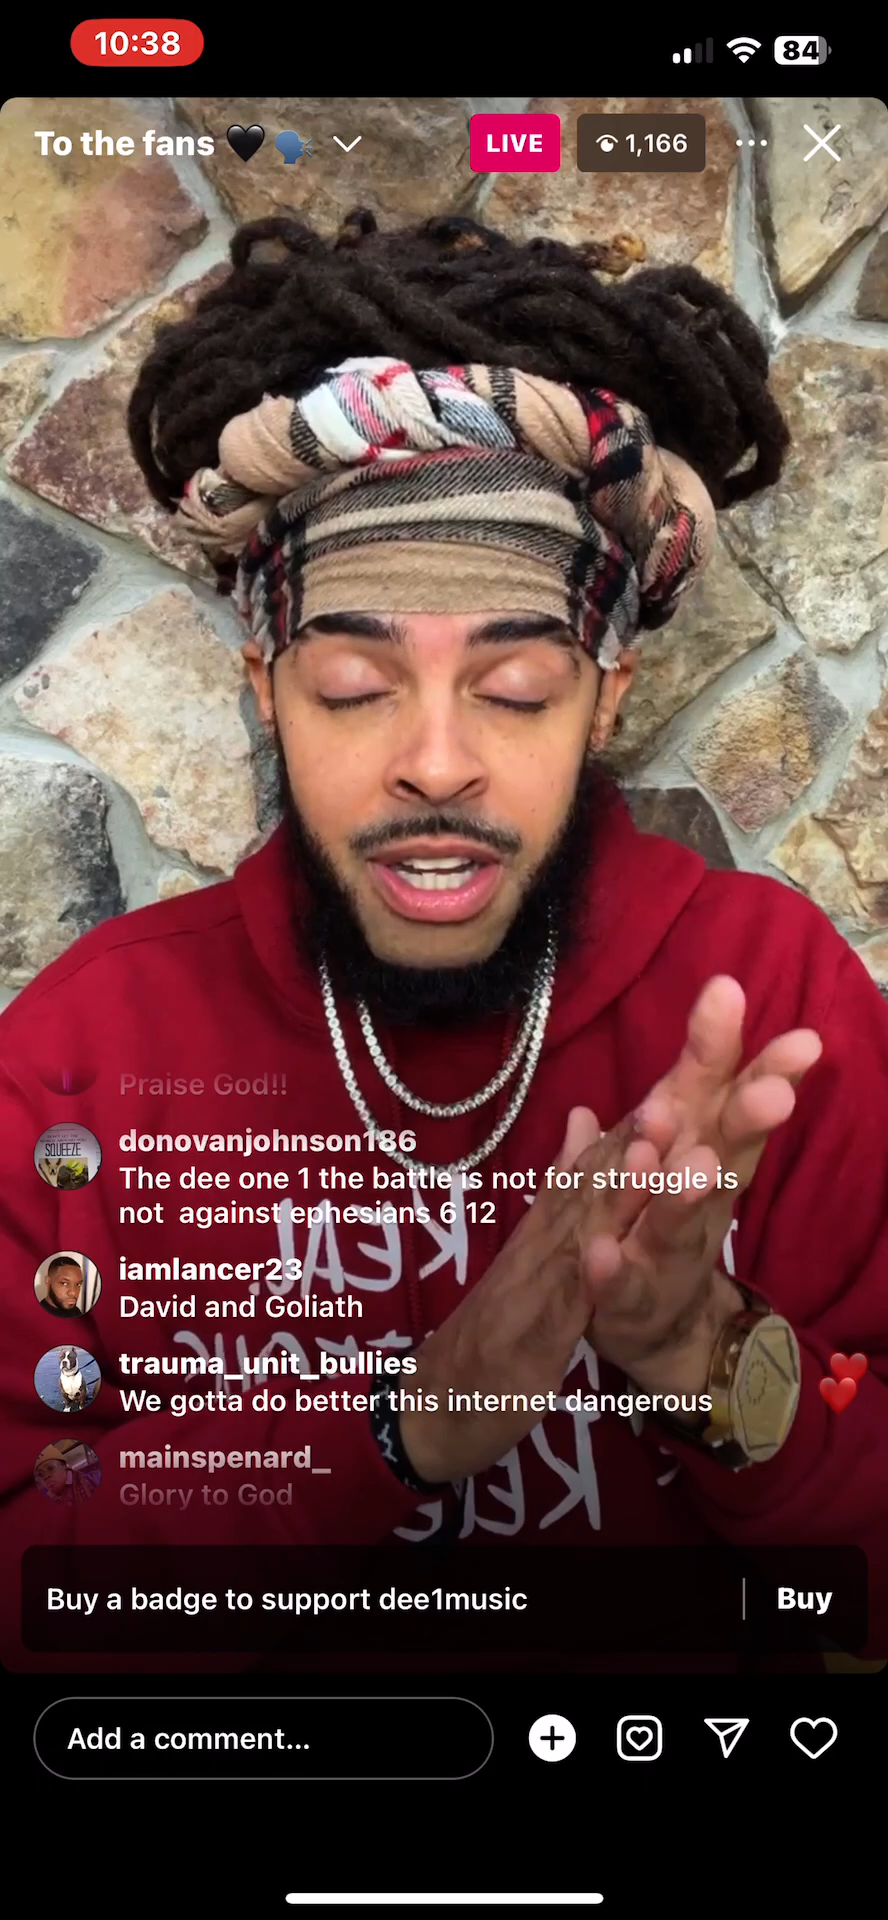 10:38
84
To the fans 🖤 🗣️
LIVE
1,166
Praise God!!
donovanjohnson186
SQUEEZE
The dee one 1 the battle is not for struggle is
not against ephesians 6 12
iamlancer23
David and Goliath
trauma_unit_bullies
We gotta do better this internet dangerous
mainspenard_
Glory to God
Buy a badge to support dee1music
Buy
Add a comment...